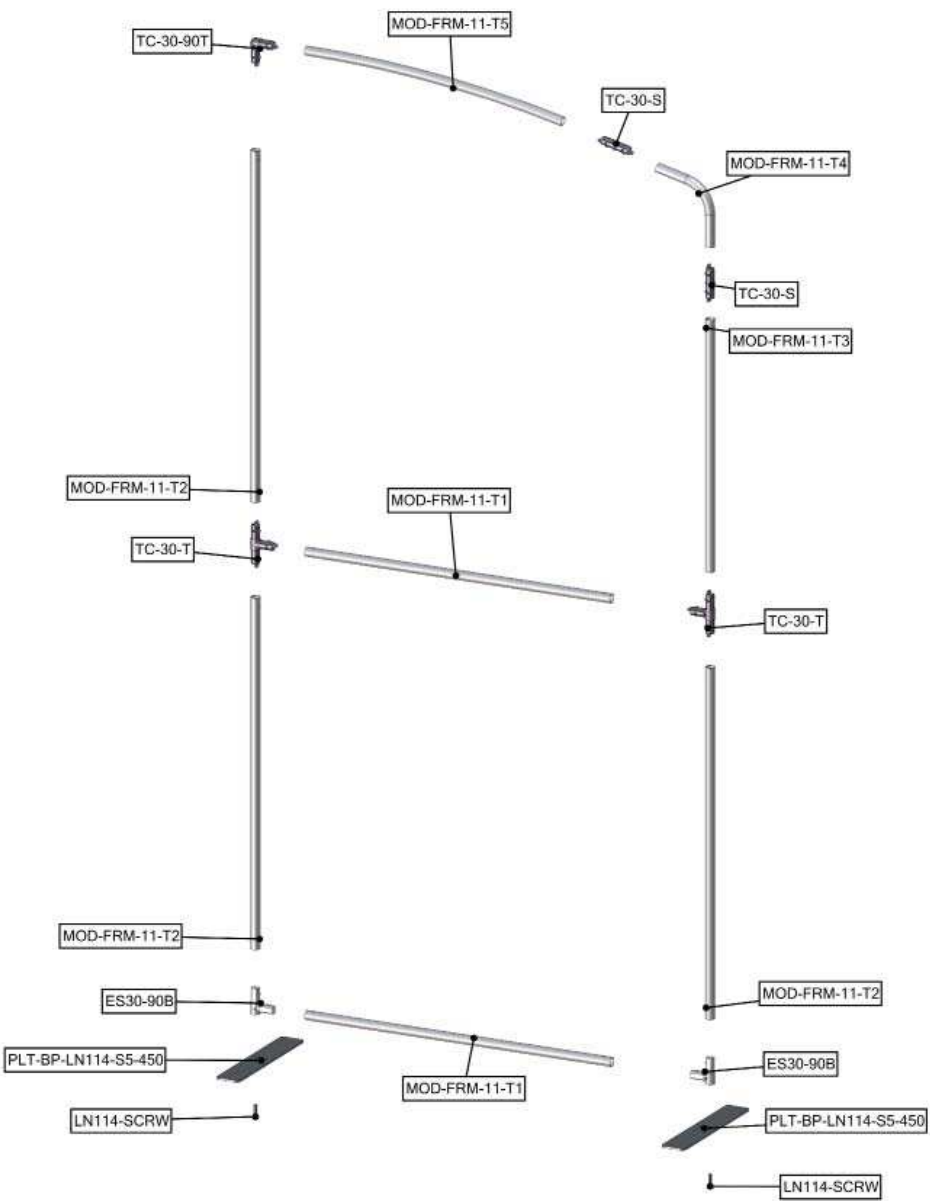 MOD-FRM-11-T5
TC-30-90T
TC-30-S
MOD-FRM-11-T4
TC-30-S
MOD-FRM-11-T3
MOD-FRM-11-T2
MOD-FRM-11-T1
TC-30-T
TC-30-T
MOD-FRM-11-T2
MOD-FRM-11-T2
ES30-90B
PLT-BP-LN114-S5-450
ES30-90B
MOD-FRM-11-T1
LN114-SCRW
PLT-BP-LN114-S5-450
LN114-SCRW